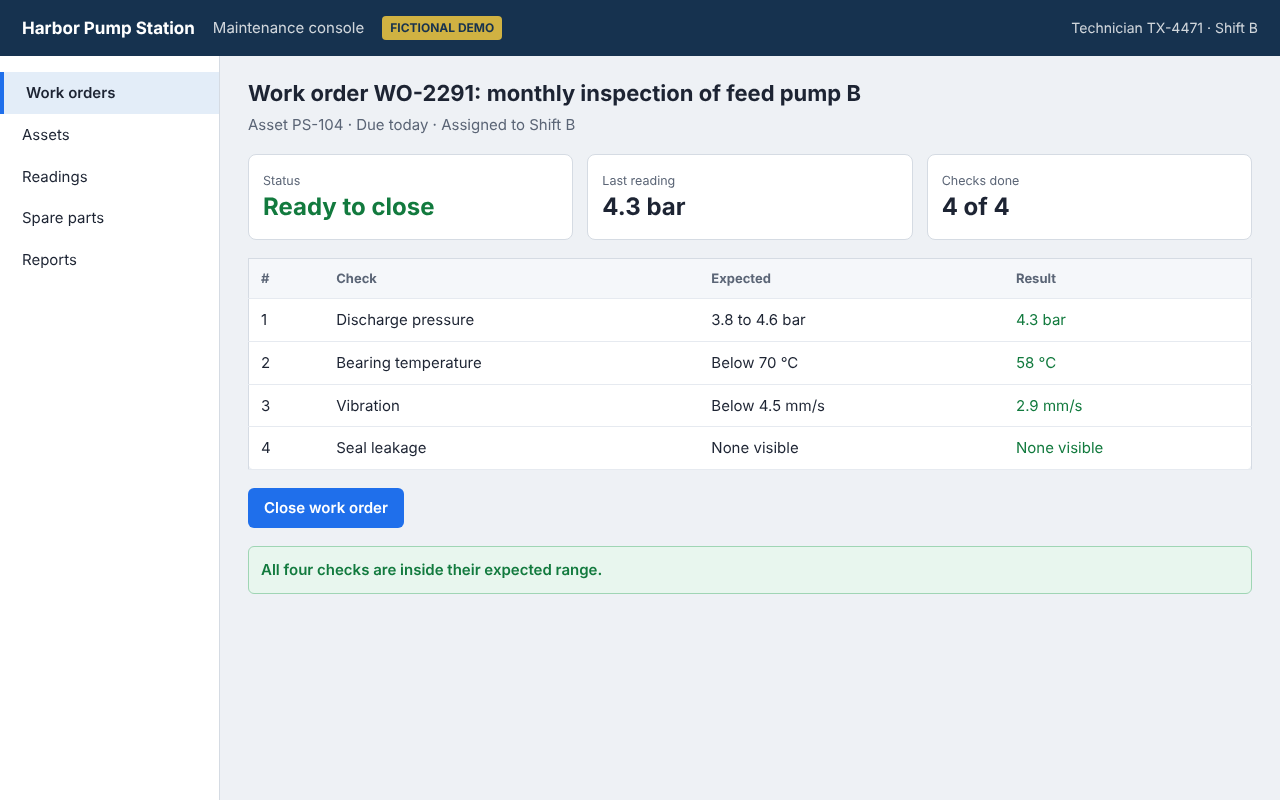 Harbor Pump Station Maintenance console FICTIONAL DEMO Technician TX-4471 · Shift B
Work orders
Assets
Readings
Spare parts
Reports
Work order WO-2291: monthly inspection of feed pump B
Asset PS-104 · Due today · Assigned to Shift B
Status
Ready to close
Last reading
4.3 bar
Checks done
4 of 4
# Check Expected Result
1 Discharge pressure 3.8 to 4.6 bar 4.3 bar
2 Bearing temperature Below 70 °C 58 °C
3 Vibration Below 4.5 mm/s 2.9 mm/s
4 Seal leakage None visible None visible
Close work order
All four checks are inside their expected range.